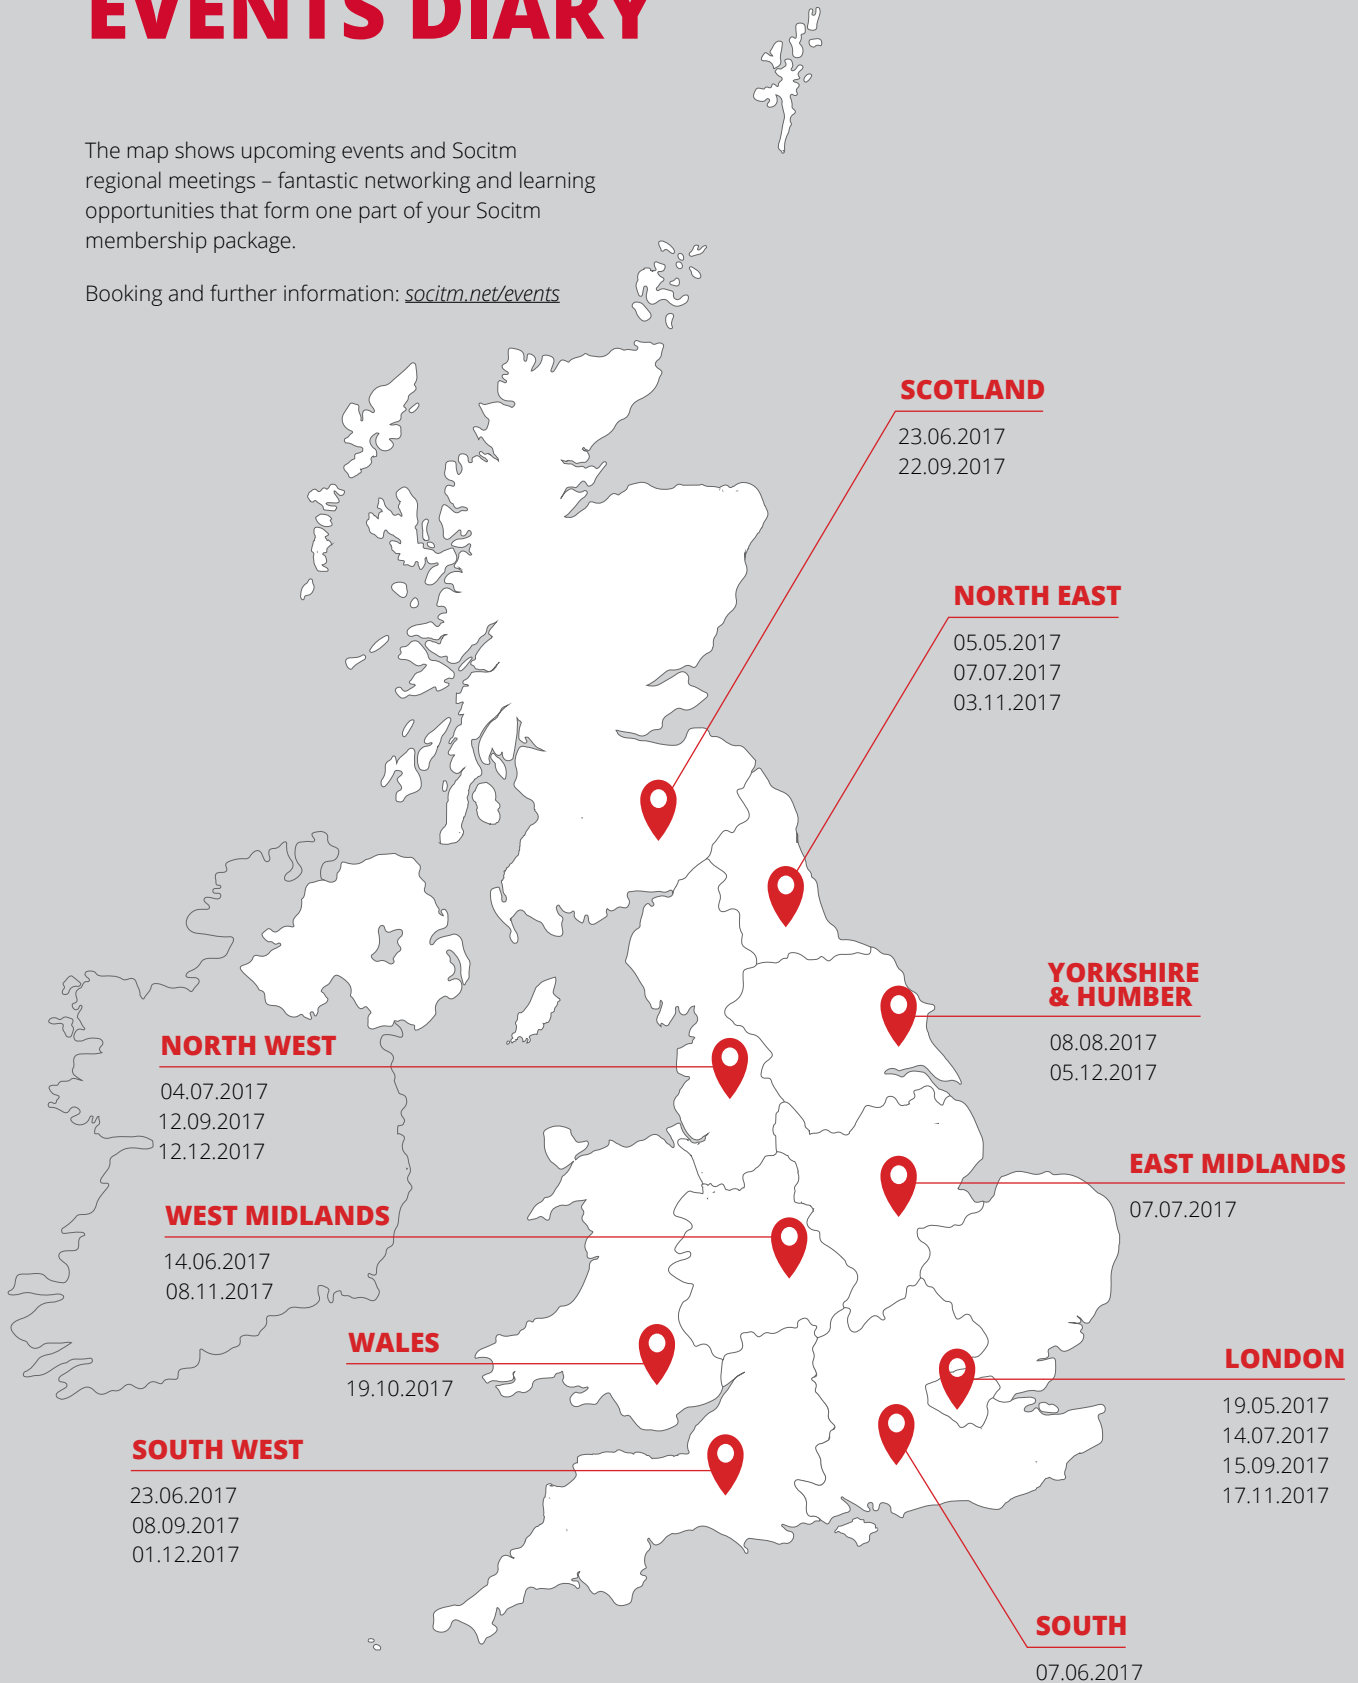 EVENTS DIARY
The map shows upcoming events and Socitm
regional meetings – fantastic networking and learning
opportunities that form one part of your Socitm
membership package.
Booking and further information: socitm.net/events
SCOTLAND
23.06.2017
22.09.2017
NORTH EAST
05.05.2017
07.07.2017
03.11.2017
YORKSHIRE
& HUMBER
08.08.2017
05.12.2017
NORTH WEST
04.07.2017
12.09.2017
12.12.2017
EAST MIDLANDS
07.07.2017
WEST MIDLANDS
14.06.2017
08.11.2017
WALES
19.10.2017
LONDON
19.05.2017
14.07.2017
15.09.2017
17.11.2017
SOUTH WEST
23.06.2017
08.09.2017
01.12.2017
SOUTH
07.06.2017